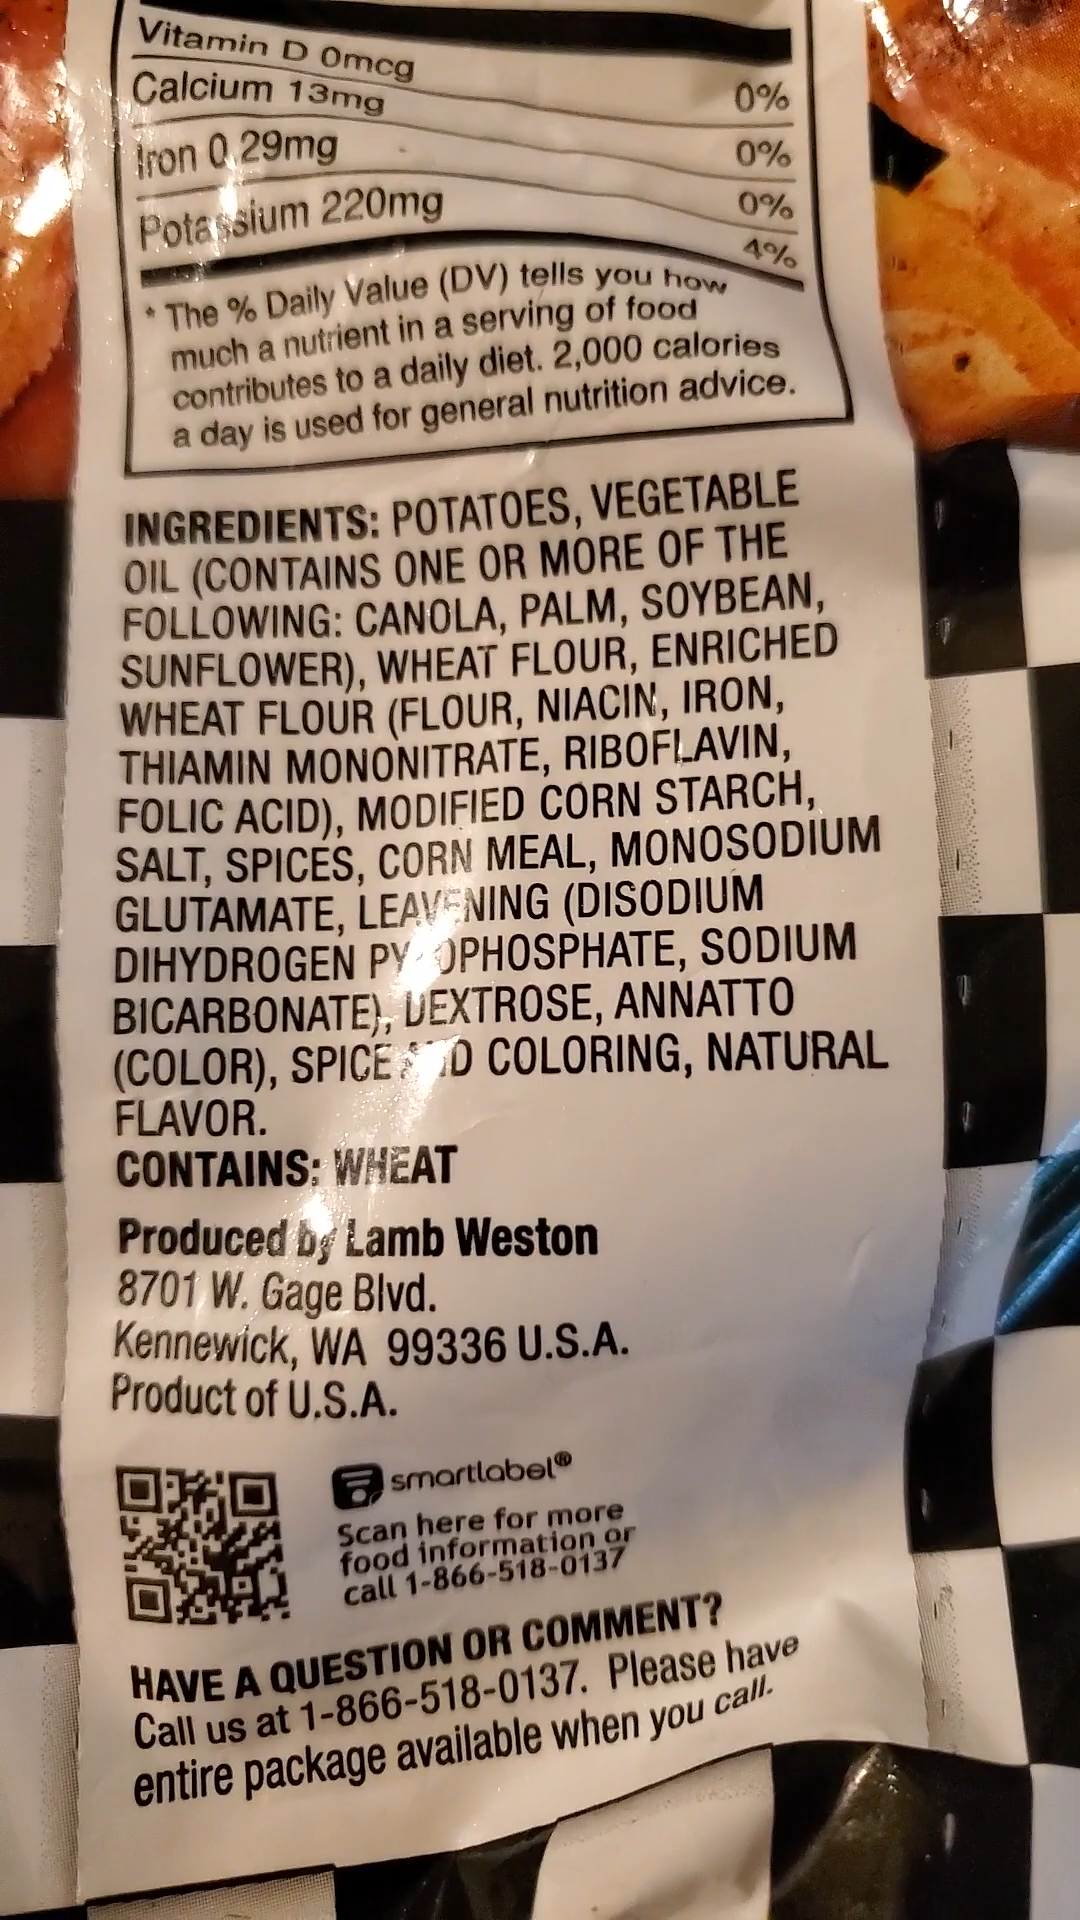 Vitamin D 0mcg 0%
Calcium 13mg 0%
Iron 0.29mg 0%
Potassium 220mg 4%
* The % Daily Value (DV) tells you how
much a nutrient in a serving of food
contributes to a daily diet. 2,000 calories
a day is used for general nutrition advice.
INGREDIENTS: POTATOES, VEGETABLE
OIL (CONTAINS ONE OR MORE OF THE
FOLLOWING: CANOLA, PALM, SOYBEAN,
SUNFLOWER), WHEAT FLOUR, ENRICHED
WHEAT FLOUR (FLOUR, NIACIN, IRON,
THIAMIN MONONITRATE, RIBOFLAVIN,
FOLIC ACID), MODIFIED CORN STARCH,
SALT, SPICES, CORN MEAL, MONOSODIUM
GLUTAMATE, LEAVENING (DISODIUM
DIHYDROGEN PYROPHOSPHATE, SODIUM
BICARBONATE), DEXTROSE, ANNATTO
(COLOR), SPICE AND COLORING, NATURAL
FLAVOR.
CONTAINS: WHEAT
Produced by Lamb Weston
8701 W. Gage Blvd.
Kennewick, WA 99336 U.S.A.
Product of U.S.A.
smartlabel®
Scan here for more
food information or
call 1-866-518-0137
HAVE A QUESTION OR COMMENT?
Call us at 1-866-518-0137. Please have
entire package available when you call.